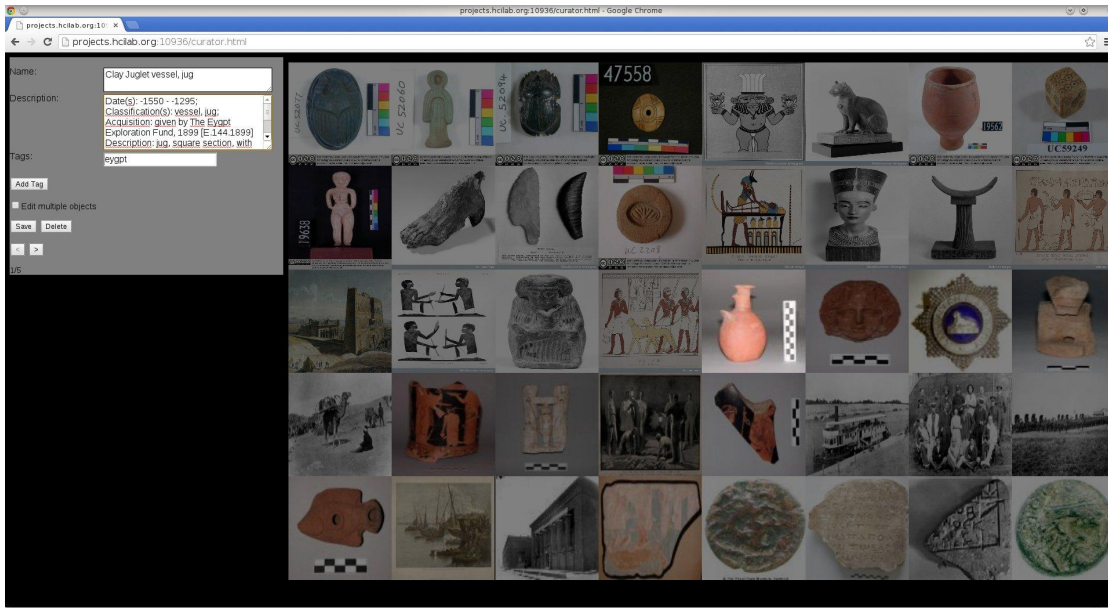 projects.hcilab.org:10936/curator.html - Google Chrome
projects.hcilab.org:10
projects.hcilab.org:10936/curator.html
Name:
Clay Juglet vessel, jug
Description:
Date(s): -1550 - -1295;
Classification(s): vessel, jug;
Acquisition: given by The Eygpt
Exploration Fund, 1899 [E.144.1899]
Description: jug, square section, with
Tags:
eygpt
Add Tag
Edit multiple objects
Save Delete
< >
1/5
UC 52077
UC 52060
UC 52094
47558
19562
UC59249
19638
UC 2208